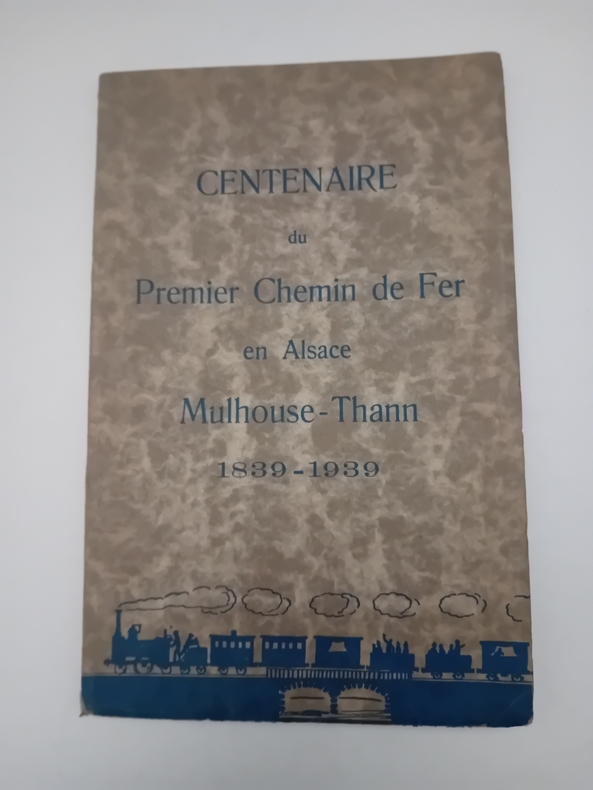 CENTENAIRE
du
Premier Chemin de Fer
en Alsace
Mulhouse-Thann
1839-1939